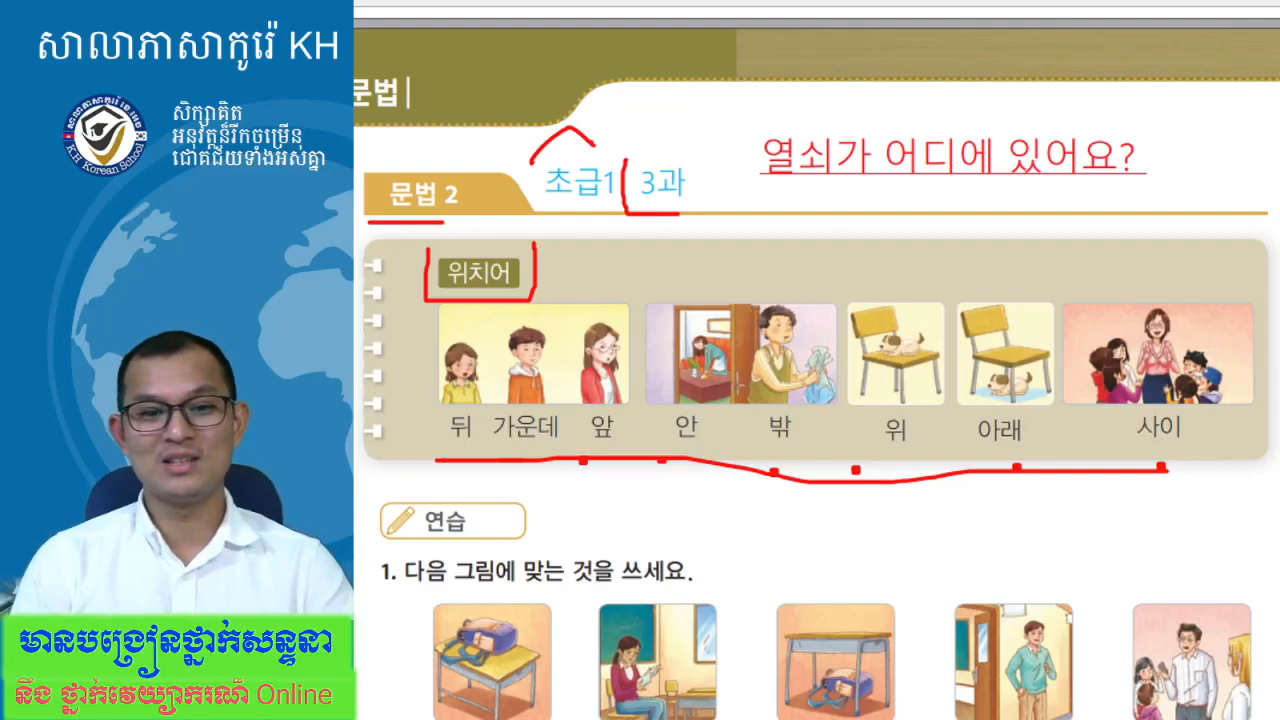 សាលាភាសាកូរ៉េ KH
K.H Korean School
សិក្សាគិត
អនុវត្តន៍រីកចម្រើន
ជោគជ័យទាំងអស់គ្នា
문법
열쇠가 어디에 있어요?
초급1 3과
문법 2
위치어
뒤 가운데 앞 안 밖 위 아래 사이
연습
1. 다음 그림에 맞는 것을 쓰세요.
មានបង្រៀនថ្នាក់សន្ទនា
និង ថ្នាក់វេយ្យាករណ៍ Online